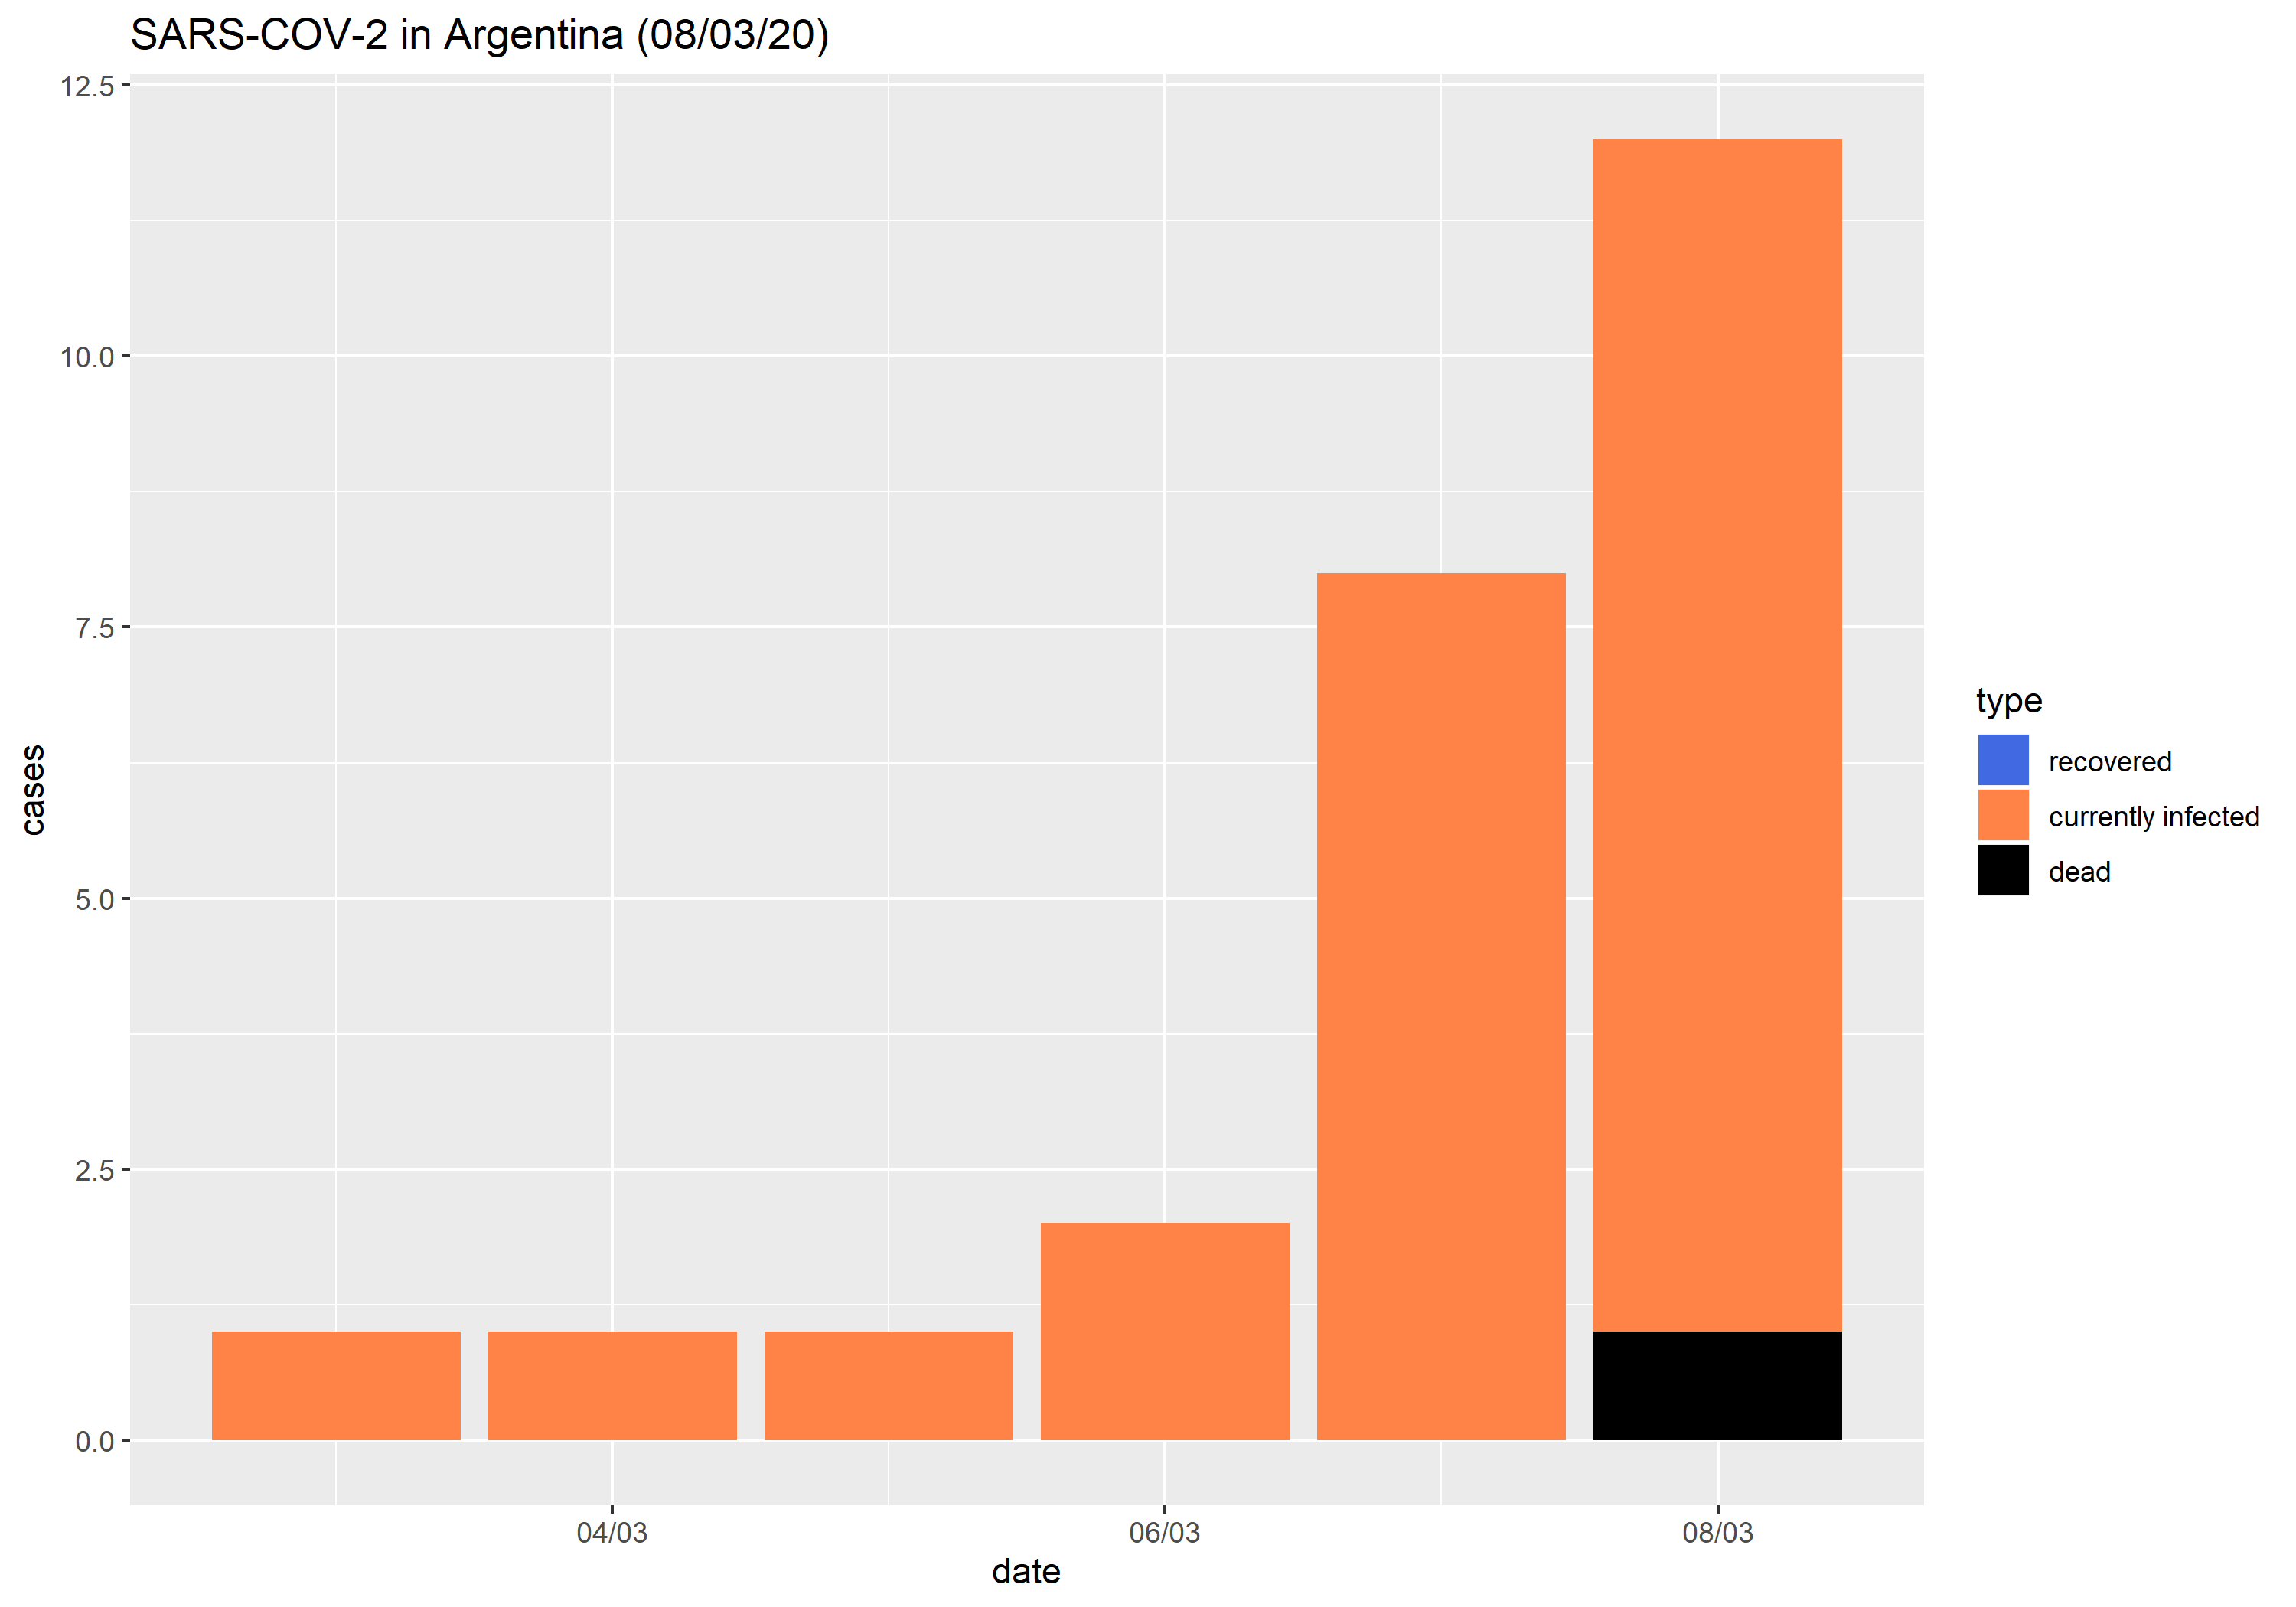 SARS-COV-2 in Argentina (08/03/20)
12.5
10.0
7.5
5.0
2.5
0.0
cases
04/03
06/03
08/03
date
type
recovered
currently infected
dead